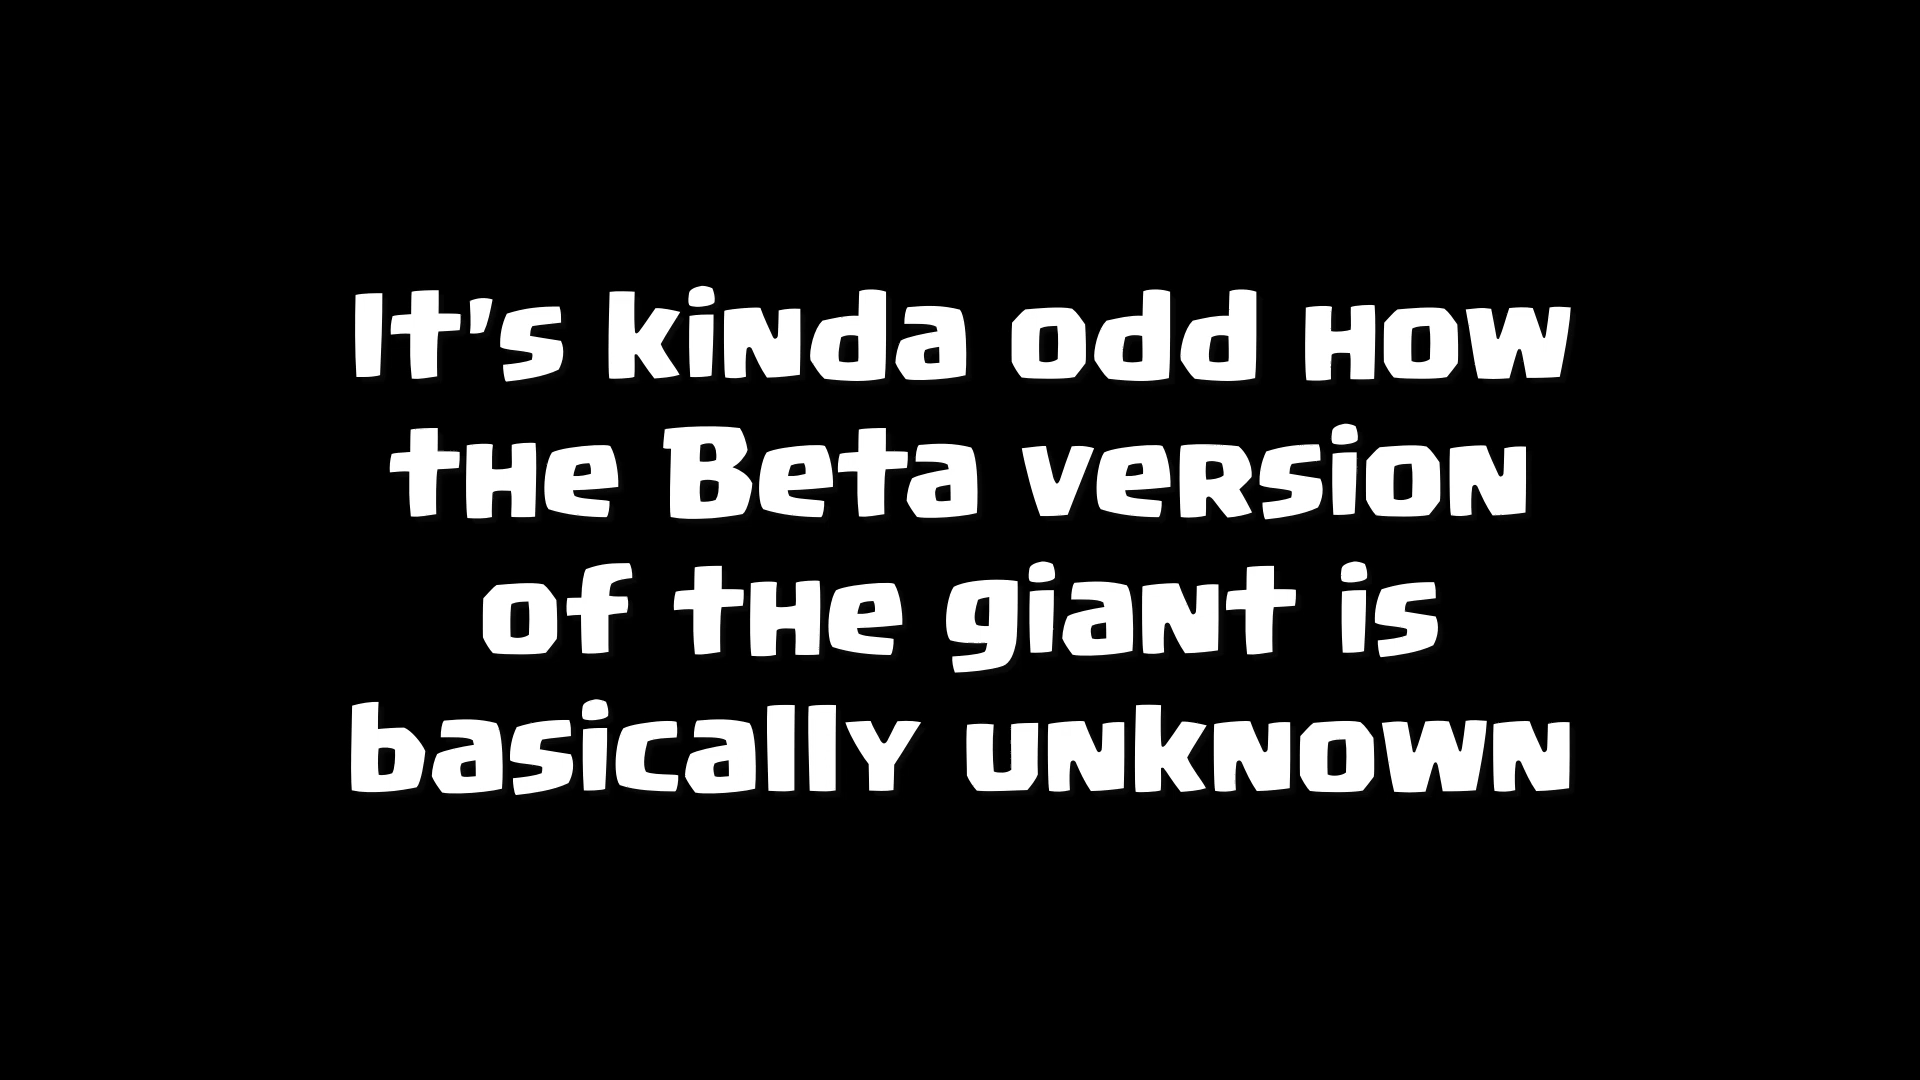 It's kinda odd how
the Beta version
of the giant is
basically unknown